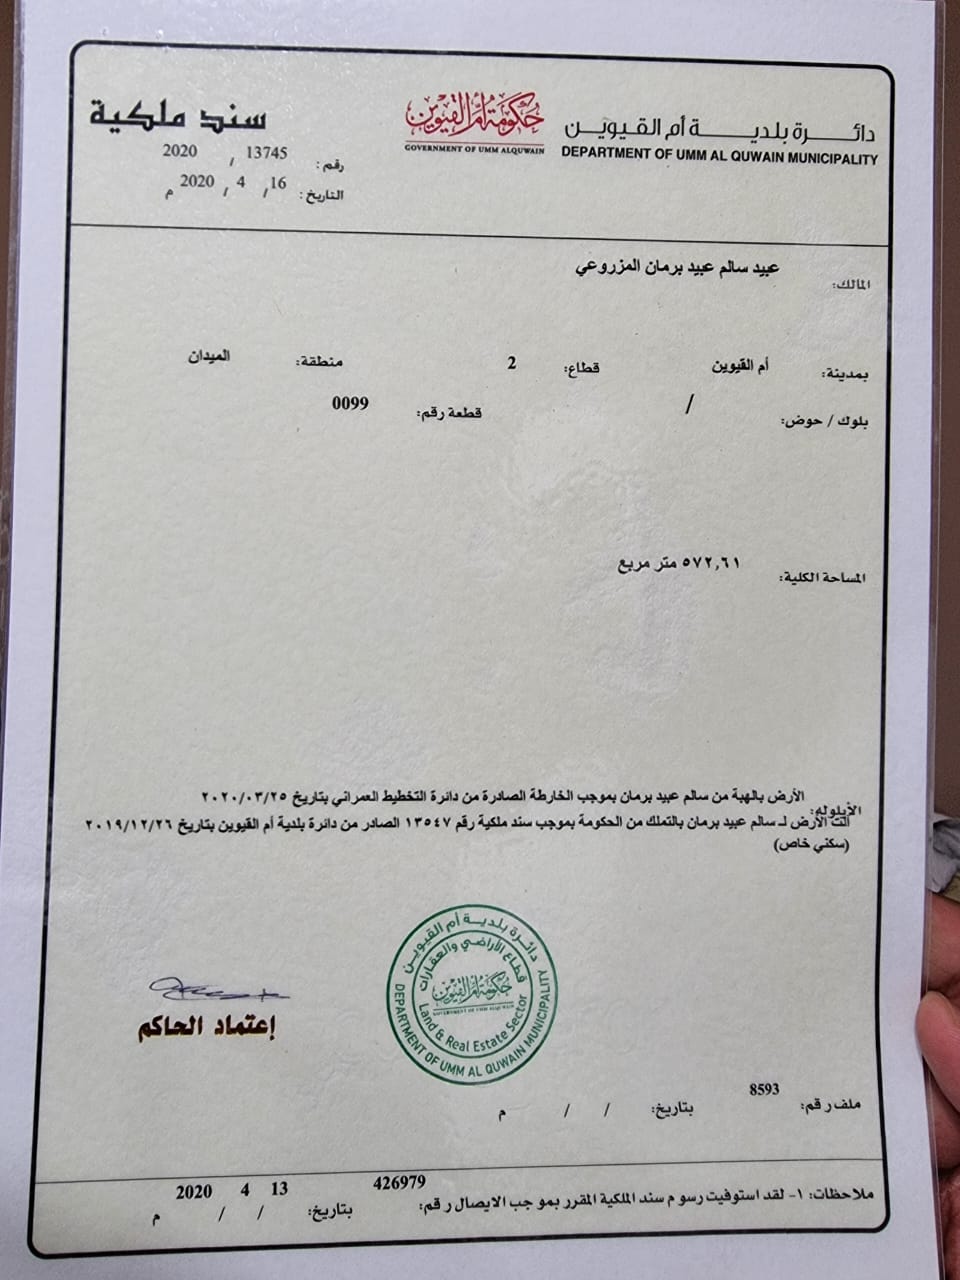 دائرة بلدية أم القيوين
DEPARTMENT OF UMM AL QUWAIN MUNICIPALITY
حكومة أم القيوين
GOVERNMENT OF UMM ALQUWAIN
سند ملكية
رقم: 13745 / 2020
التاريخ: 16 / 4 / 2020 م
المالك: عبيد سالم عبيد برمان المزروعي
بمدينة: أم القيوين قطاع: 2 منطقة: الميدان
بلوك / حوض: / قطعة رقم: 0099
المساحة الكلية: ٥٧٢,٦١ متر مربع
الأرض بالهبة من سالم عبيد برمان بموجب الخارطة الصادرة من دائرة التخطيط العمراني بتاريخ ٢٠٢٠/٠٣/٢٥
الأيلولة:
آلت الأرض لـ سالم عبيد برمان بالتملك من الحكومة بموجب سند ملكية رقم ١٣٥٤٧ الصادر من دائرة بلدية أم القيوين بتاريخ ٢٠١٩/١٢/٢٦
(سكني خاص)
دائرة بلدية أم القيوين
قطاع الأراضي والعقارات
حكومة أم القيوين
GOVERNMENT OF UMM ALQUWAIN
Land & Real Estate Sector
DEPARTMENT OF UMM AL QUWAIN MUNICIPALITY
إعتماد الحاكم
ملف رقم: 8593 بتاريخ: / / م
ملاحظات: ١- لقد استوفيت رسوم سند الملكية المقرر بموجب الايصال رقم: 426979 بتاريخ: 13 / 4 / 2020 م